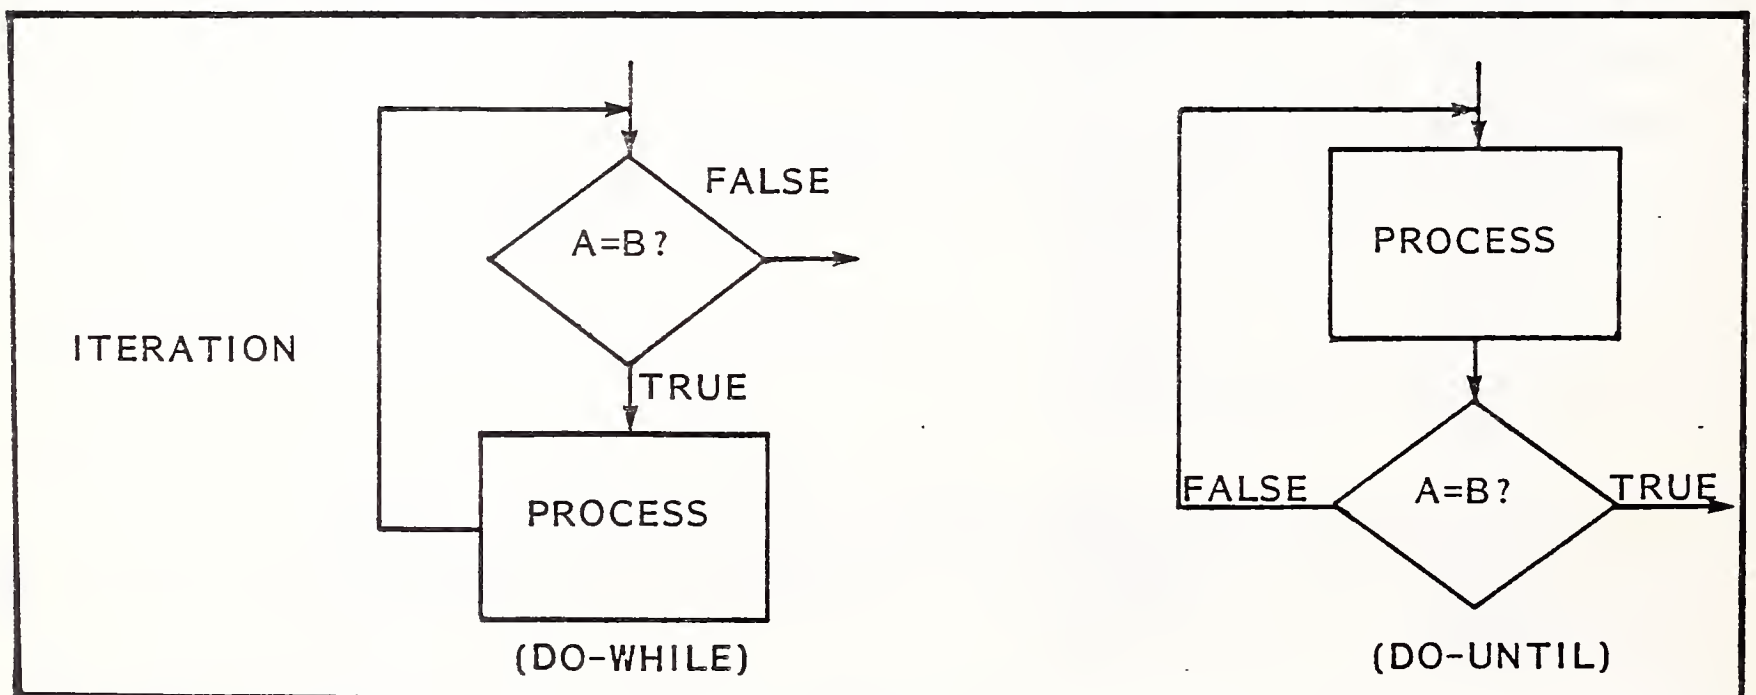 ITERATION
FALSE
A=B?
TRUE
PROCESS
(DO-WHILE)
PROCESS
FALSE
A=B?
TRUE
(DO-UNTIL)